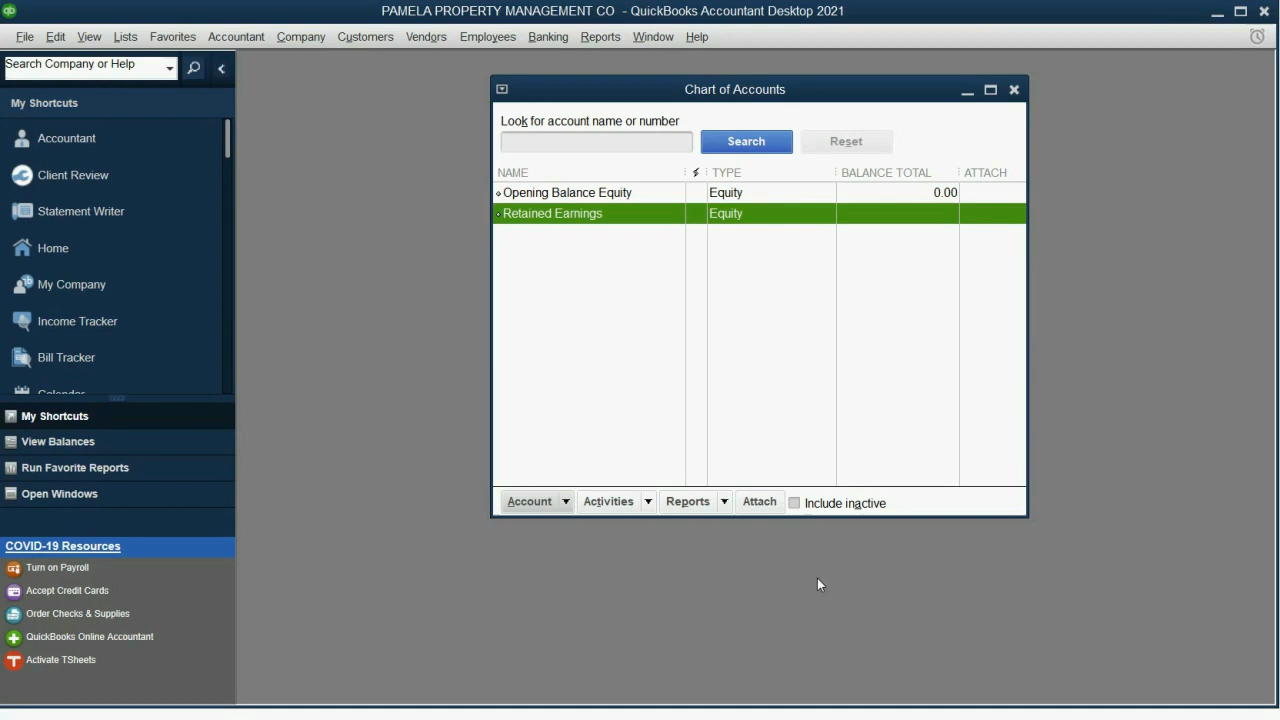 PAMELA PROPERTY MANAGEMENT CO - QuickBooks Accountant Desktop 2021
File Edit View Lists Favorites Accountant Company Customers Vendors Employees Banking Reports Window Help
Search Company or Help
My Shortcuts
Accountant
Client Review
Statement Writer
Home
My Company
Income Tracker
Bill Tracker
Calendar
My Shortcuts
View Balances
Run Favorite Reports
Open Windows
COVID-19 Resources
Turn on Payroll
Accept Credit Cards
Order Checks & Supplies
QuickBooks Online Accountant
Activate TSheets
Chart of Accounts
Look for account name or number
Search Reset
NAME TYPE BALANCE TOTAL ATTACH
Opening Balance Equity Equity 0.00
Retained Earnings Equity
Account Activities Reports Attach Include inactive